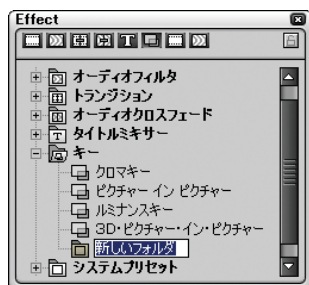 Effect
オーディオフィルタ
トランジション
オーディオクロスフェード
T タイトルミキサー
キー
クロマキー
ピクチャー イン ピクチャー
ルミナンスキー
3D・ピクチャー・イン・ピクチャー
新しいフォルダ
システムプリセット